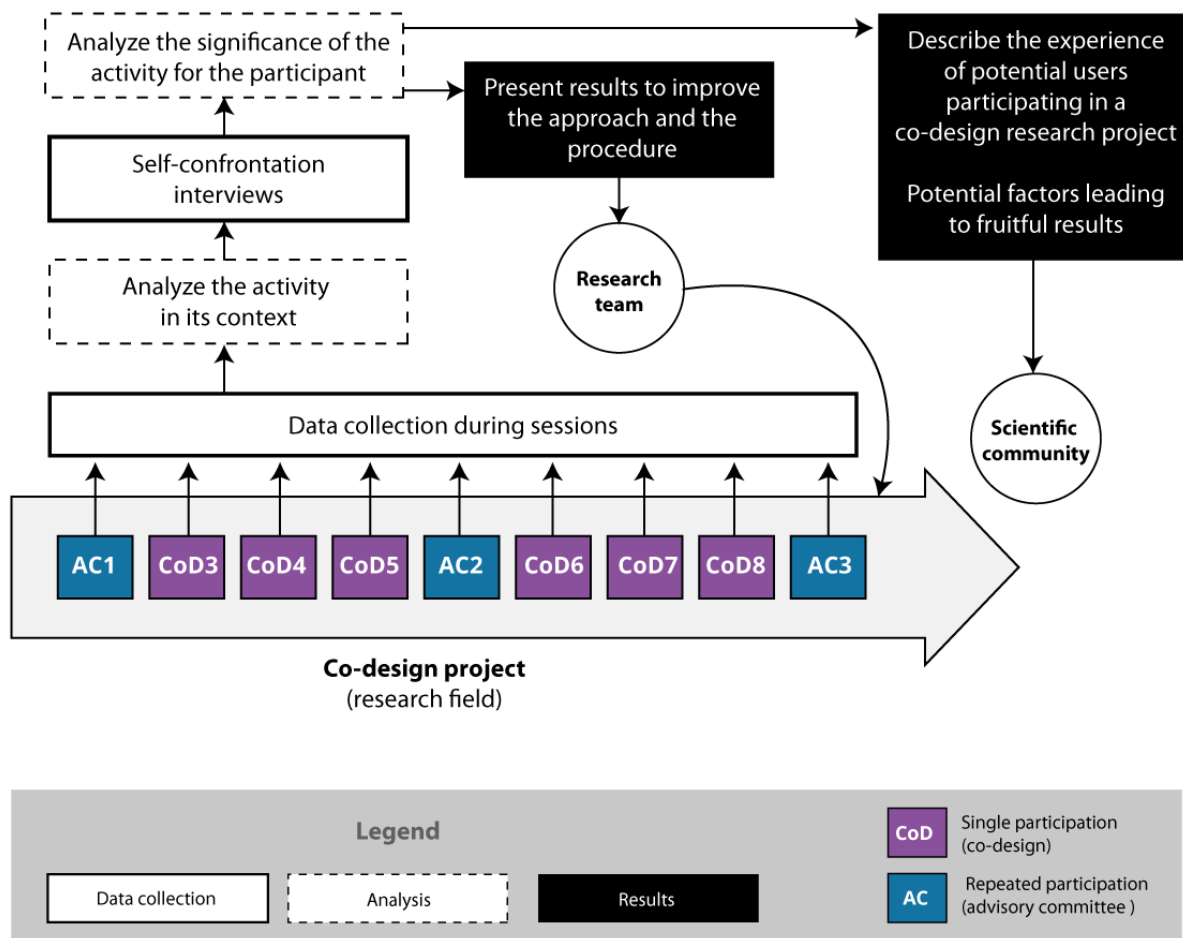 Analyze the significance of the
activity for the participant
Describe the experience
of potential users
participating in a
co-design research project
Potential factors leading
to fruitful results
Present results to improve
the approach and the
procedure
Self-confrontation
interviews
Research
team
Analyze the activity
in its context
Data collection during sessions
Scientific
community
AC1
CoD3
CoD4
CoD5
AC2
CoD6
CoD7
CoD8
AC3
Co-design project
(research field)
Legend
Data collection
Analysis
Results
CoD
Single participation
(co-design)
AC
Repeated participation
(advisory committee )